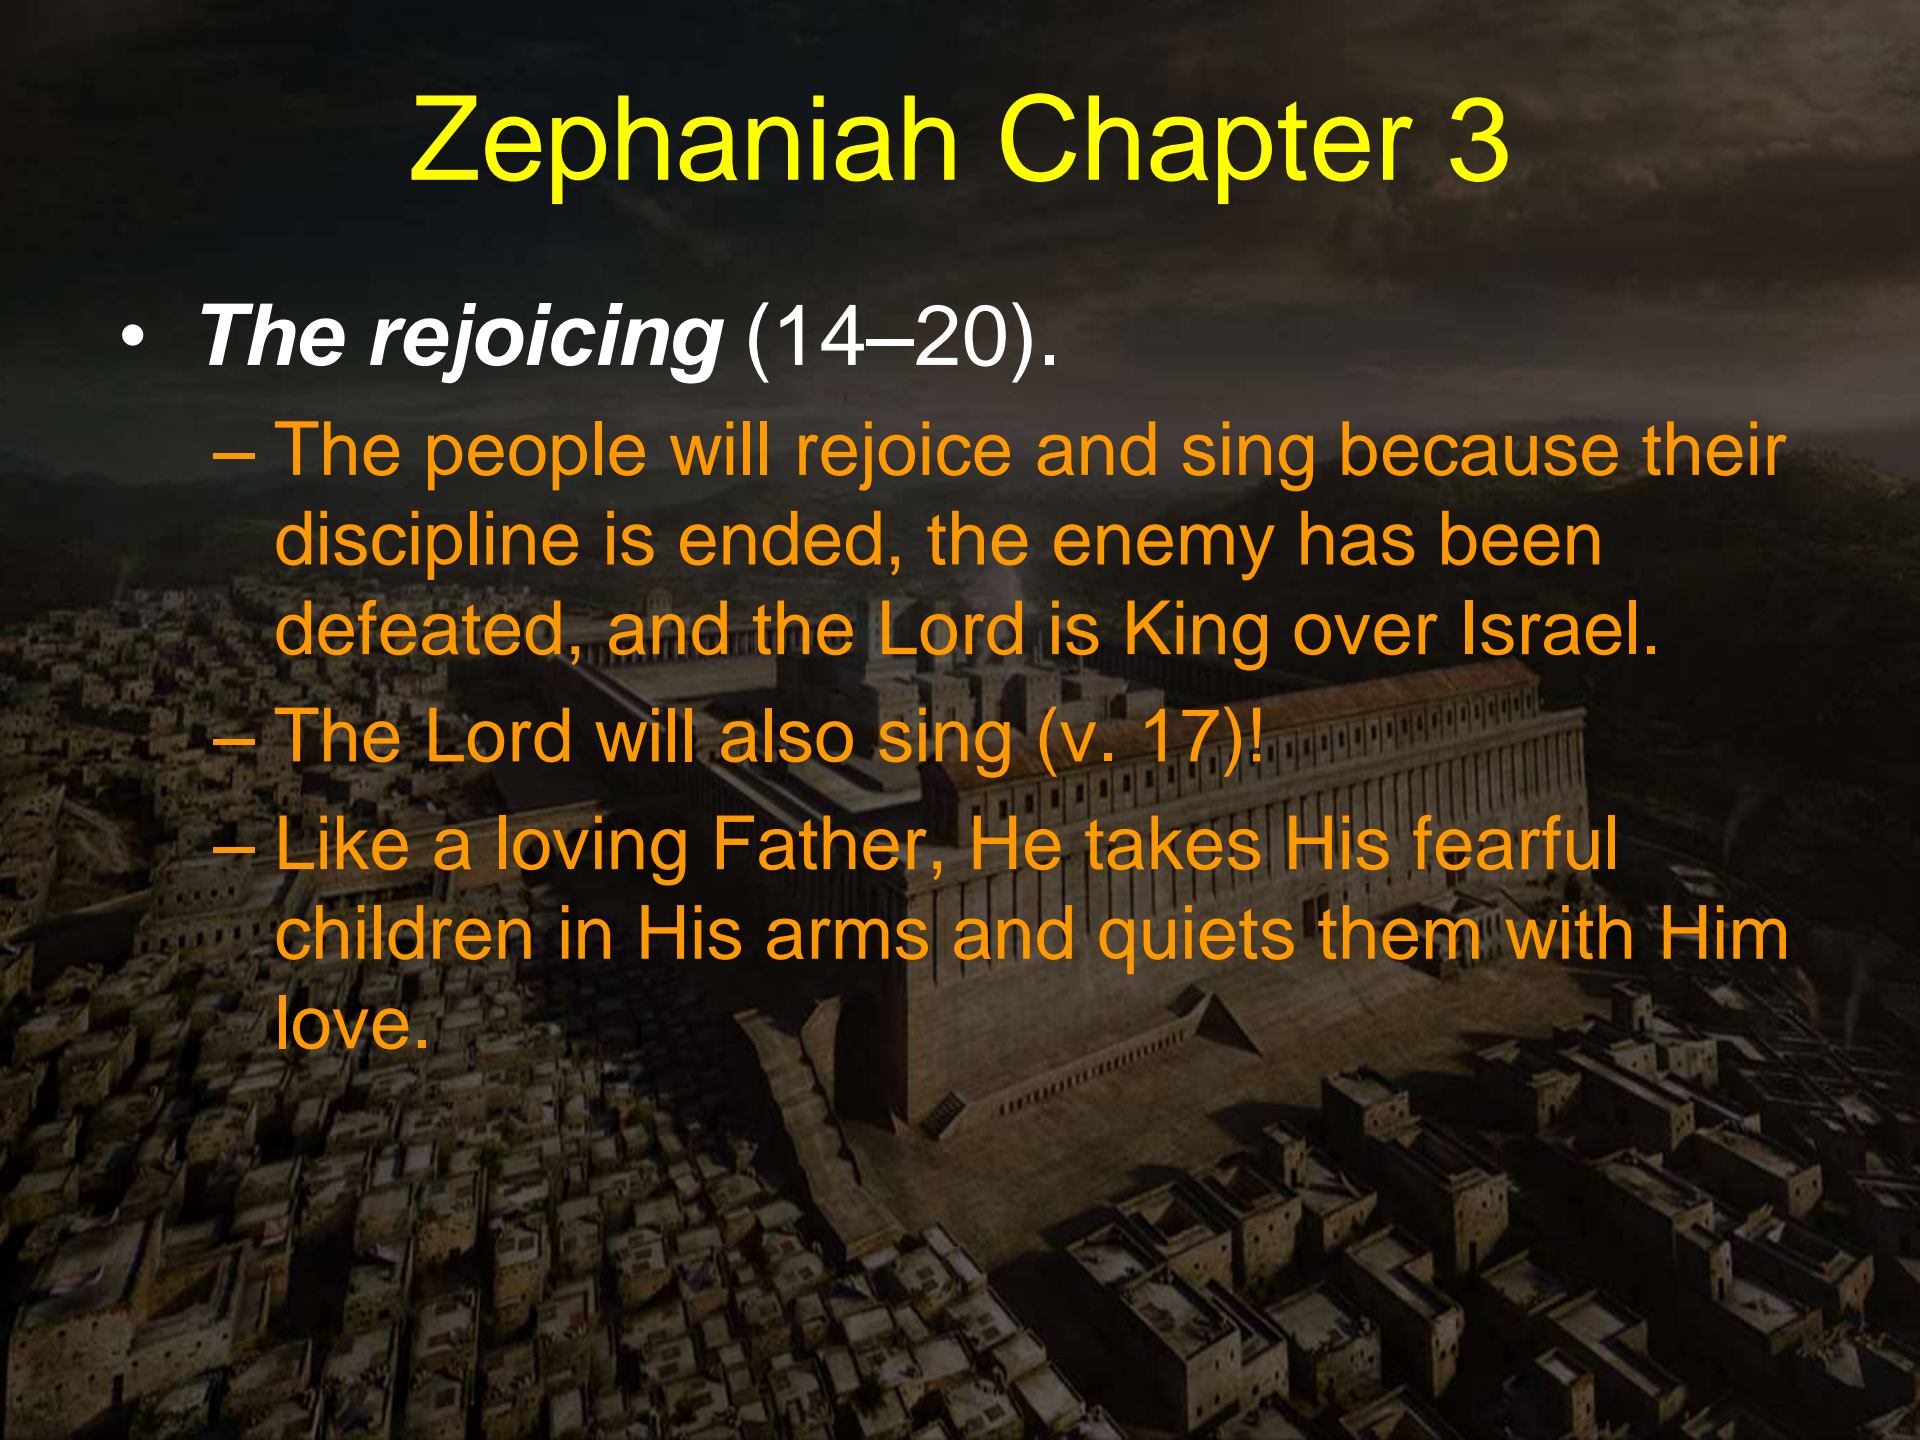 Zephaniah Chapter 3
• The rejoicing (14–20).
– The people will rejoice and sing because their
discipline is ended, the enemy has been
defeated, and the Lord is King over Israel.
– The Lord will also sing (v. 17)!
– Like a loving Father, He takes His fearful
children in His arms and quiets them with Him
love.